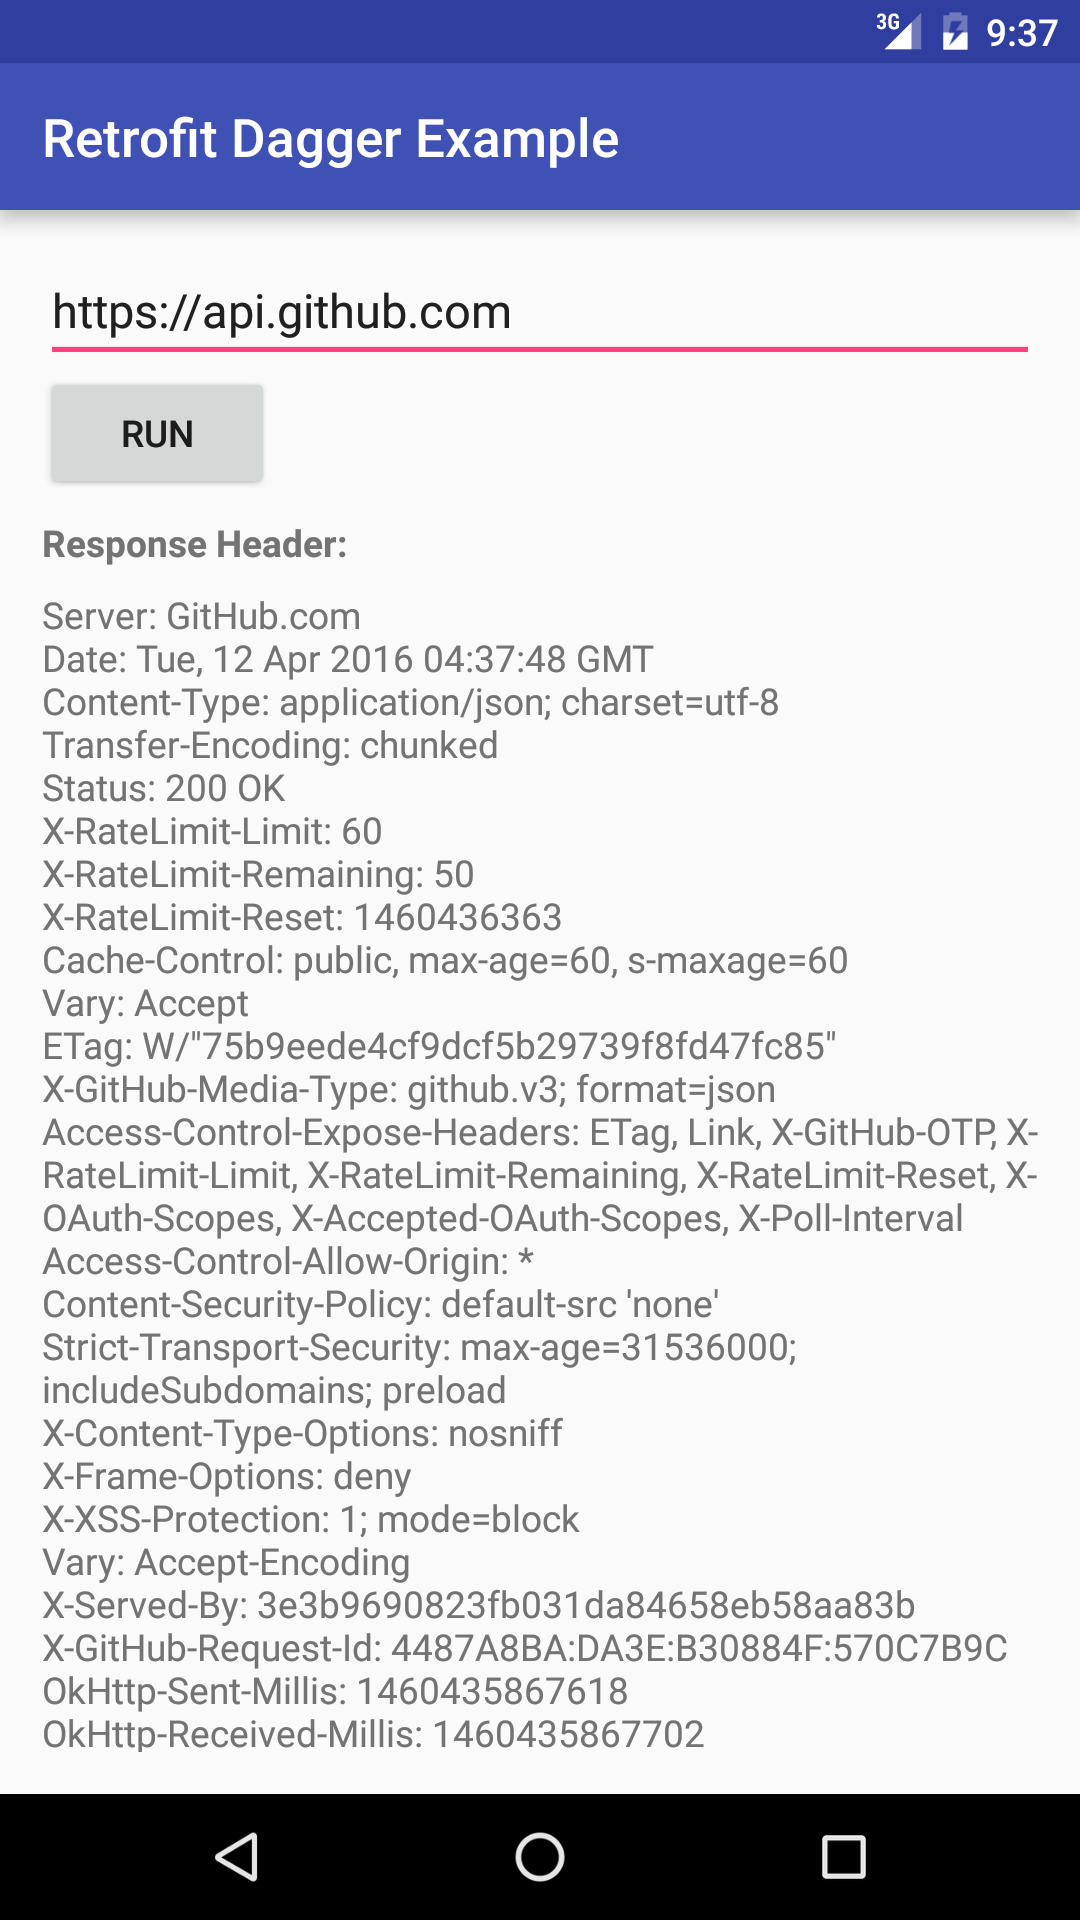 3G 9:37
Retrofit Dagger Example
https://api.github.com
RUN
Response Header:
Server: GitHub.com
Date: Tue, 12 Apr 2016 04:37:48 GMT
Content-Type: application/json; charset=utf-8
Transfer-Encoding: chunked
Status: 200 OK
X-RateLimit-Limit: 60
X-RateLimit-Remaining: 50
X-RateLimit-Reset: 1460436363
Cache-Control: public, max-age=60, s-maxage=60
Vary: Accept
ETag: W/"75b9eede4cf9dcf5b29739f8fd47fc85"
X-GitHub-Media-Type: github.v3; format=json
Access-Control-Expose-Headers: ETag, Link, X-GitHub-OTP, X-
RateLimit-Limit, X-RateLimit-Remaining, X-RateLimit-Reset, X-
OAuth-Scopes, X-Accepted-OAuth-Scopes, X-Poll-Interval
Access-Control-Allow-Origin: *
Content-Security-Policy: default-src 'none'
Strict-Transport-Security: max-age=31536000;
includeSubdomains; preload
X-Content-Type-Options: nosniff
X-Frame-Options: deny
X-XSS-Protection: 1; mode=block
Vary: Accept-Encoding
X-Served-By: 3e3b9690823fb031da84658eb58aa83b
X-GitHub-Request-Id: 4487A8BA:DA3E:B30884F:570C7B9C
OkHttp-Sent-Millis: 1460435867618
OkHttp-Received-Millis: 1460435867702